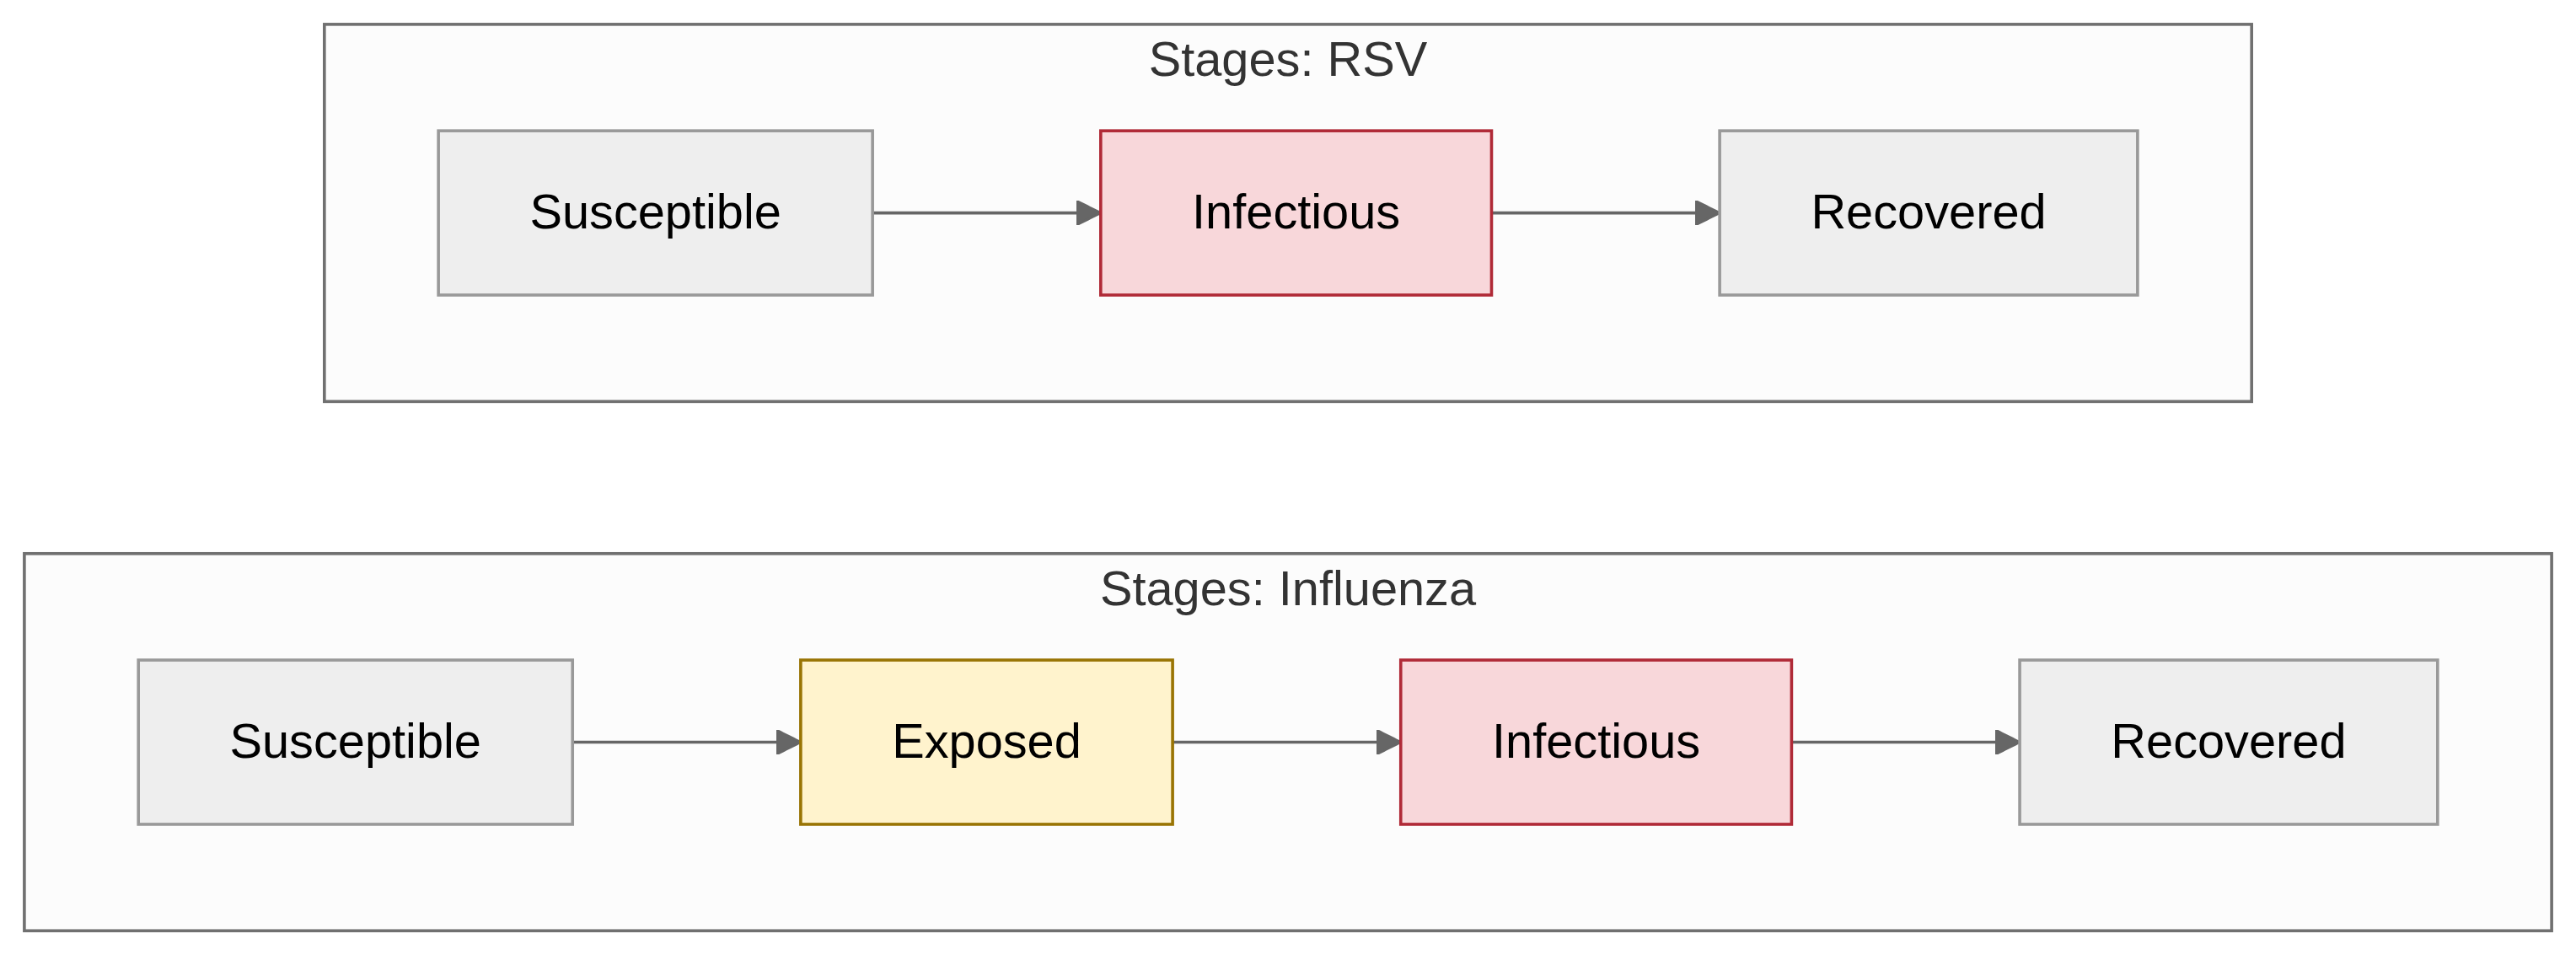 Stages: RSV
Susceptible
Infectious
Recovered
Stages: Influenza
Susceptible
Exposed
Infectious
Recovered